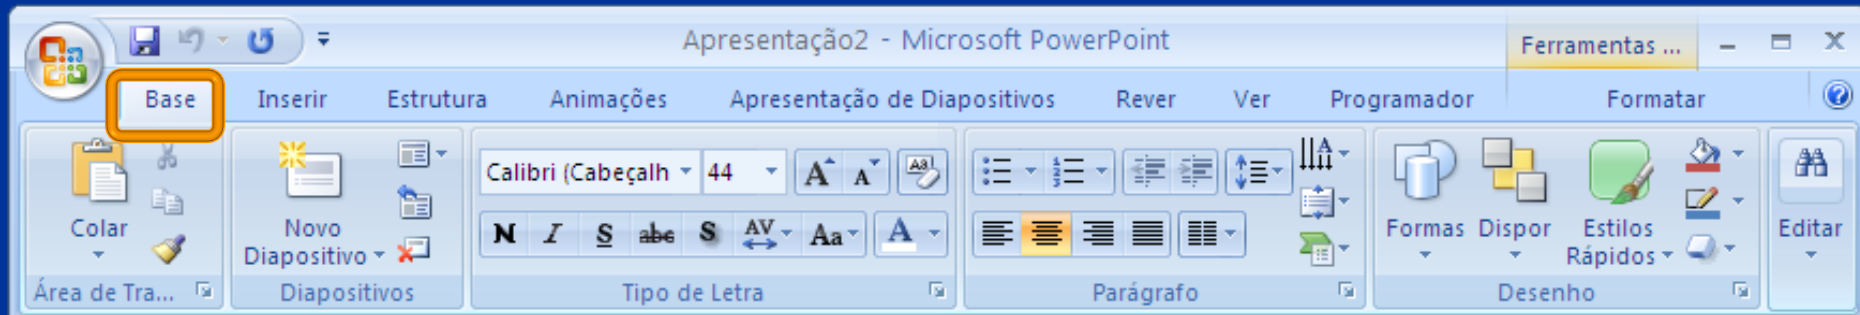 Apresentação2 - Microsoft PowerPoint
Ferramentas ...
Base Inserir Estrutura Animações Apresentação de Diapositivos Rever Ver Programador Formatar
Colar
Novo
Diapositivo
Calibri (Cabeçalh 44
N I S abe S AV Aa A
Formas Dispor Estilos
Rápidos
Editar
Área de Tra... Diapositivos Tipo de Letra Parágrafo Desenho